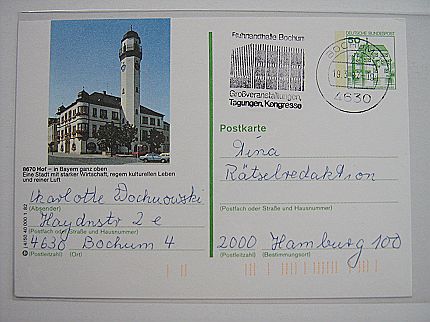 Ruhrlandhalle Bochum
Großveranstaltungen,
Tagungen, Kongresse
4630
DEUTSCHE BUNDESPOST
8670 Hof – in Bayern ganz oben
Eine Stadt mit starker Wirtschaft, regem kulturellen Leben
und reiner Luft
Postkarte
Tina
Rätselredaktion
Charlotte Wochnowski
(Absender)
Haydnstr 2 e
(Postfach oder Straße und Hausnummer)
4630 Bochum 4
(Postleitzahl) (Ort)
(Postfach oder Straße und Hausnummer)
2000 Hamburg 100
(Postleitzahl) (Bestimmungsort)